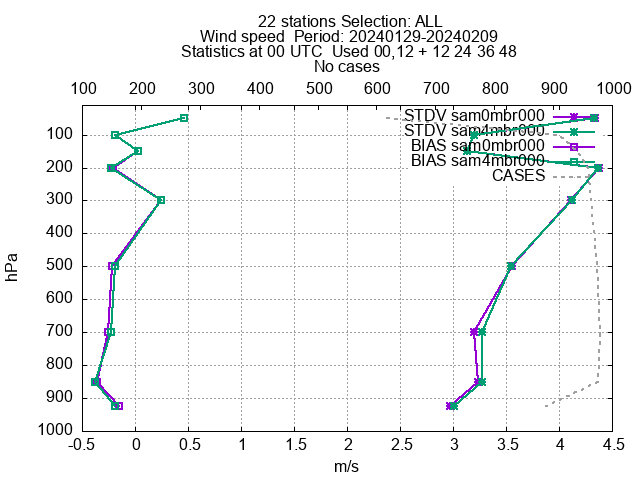 22 stations Selection: ALL
Wind speed  Period: 20240129-20240209
Statistics at 00 UTC  Used 00,12 + 12 24 36 48
No cases
100 200 300 400 500 600 700 800 900 1000
STDV sam0mbr000
STDV sam4mbr000
BIAS sam0mbr000
BIAS sam4mbr000
CASES
100
200
300
400
500
600
700
800
900
1000
hPa
-0.5 0 0.5 1 1.5 2 2.5 3 3.5 4 4.5
m/s